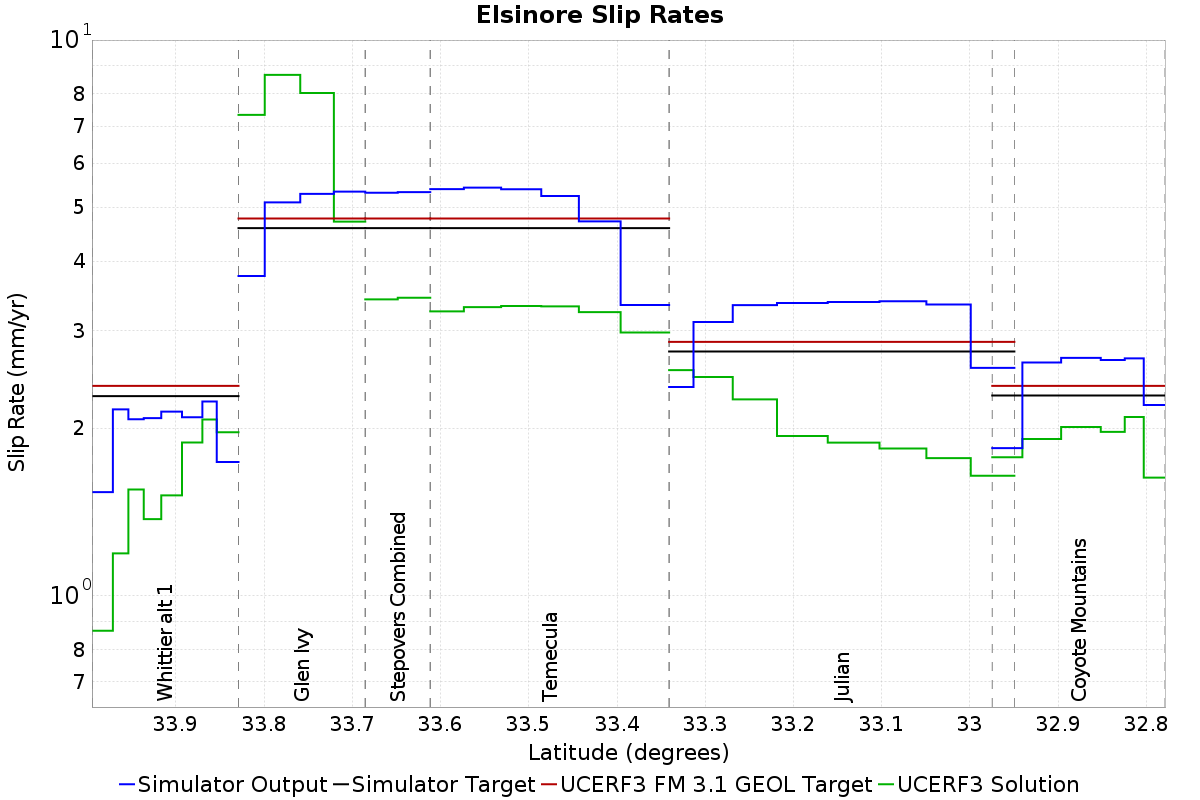 Elsinore Slip Rates
10^1
8
7
6
5
4
3
2
10^0
8
7
Slip Rate (mm/yr)
Whittier alt 1
Glen Ivy
Stepovers Combined
Temecula
Julian
Coyote Mountains
33.9 33.8 33.7 33.6 33.5 33.4 33.3 33.2 33.1 33 32.9 32.8
Latitude (degrees)
Simulator Output Simulator Target UCERF3 FM 3.1 GEOL Target UCERF3 Solution